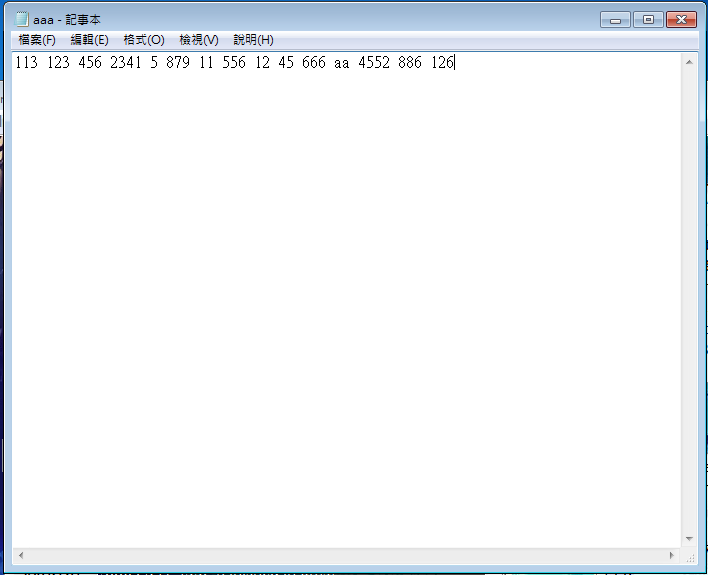 aaa - 記事本
檔案(F) 編輯(E) 格式(O) 檢視(V) 說明(H)
113 123 456 2341 5 879 11 556 12 45 666 aa 4552 886 126